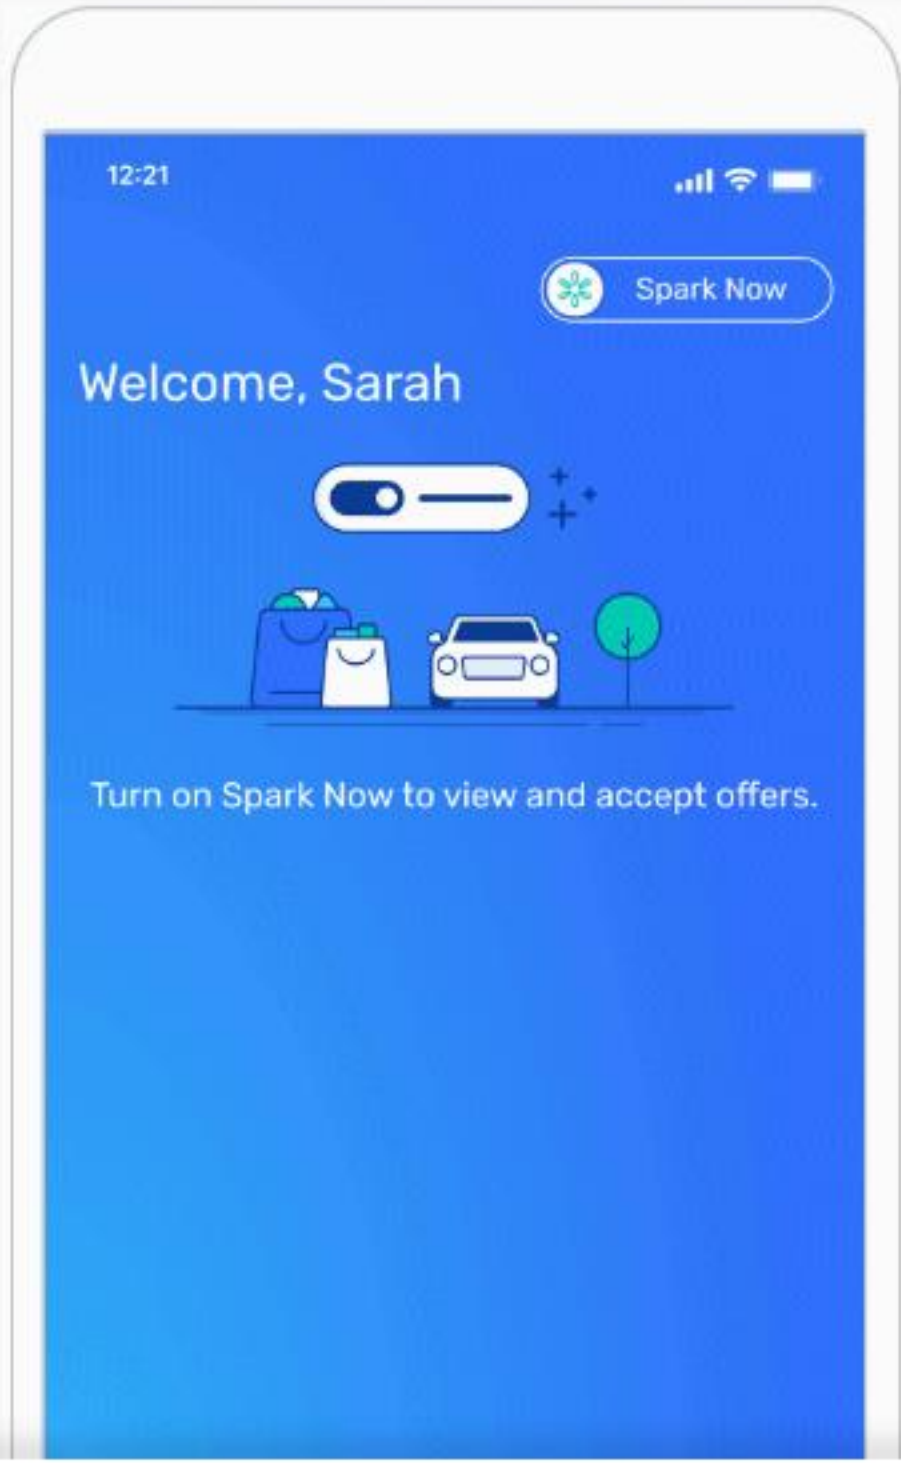 12:21
Spark Now
Welcome, Sarah
Turn on Spark Now to view and accept offers.